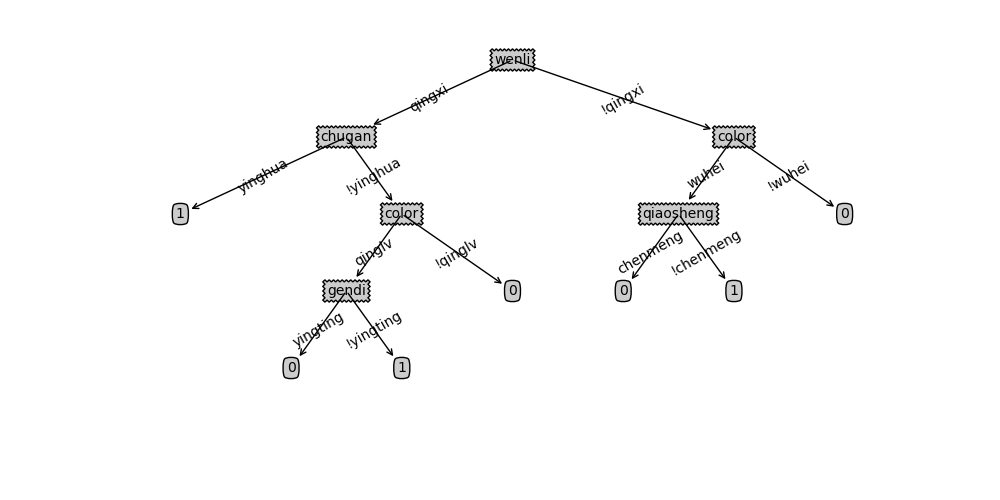 wenli
qingxi !qingxi
chugan color
yinghua !yinghua wuhei !wuhei
1 color qiaosheng 0
qinglv !qinglv chenmeng !chenmeng
gendi 0 0 1
yingting !yingting
0 1